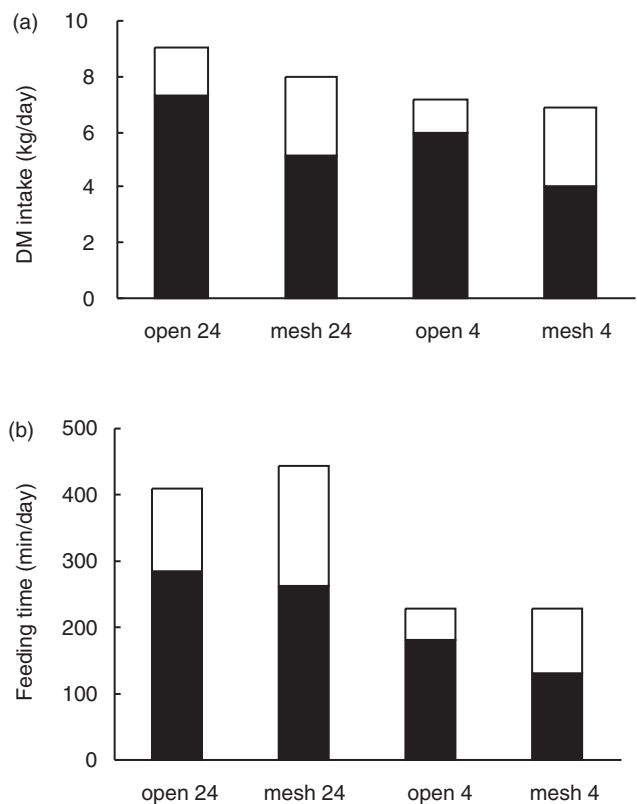 (a)
DM intake (kg/day)
10
8
6
4
2
0
open 24 mesh 24 open 4 mesh 4
(b)
Feeding time (min/day)
500
400
300
200
100
0
open 24 mesh 24 open 4 mesh 4